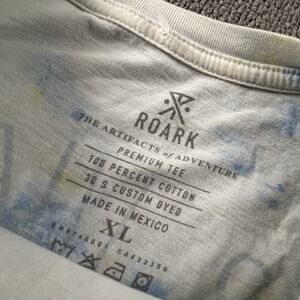 ROARK
THE ARTIFACTS of ADVENTURE
PREMIUM TEE
100 PERCENT COTTON
30 S CUSTOM DYED
MADE IN MEXICO
XL